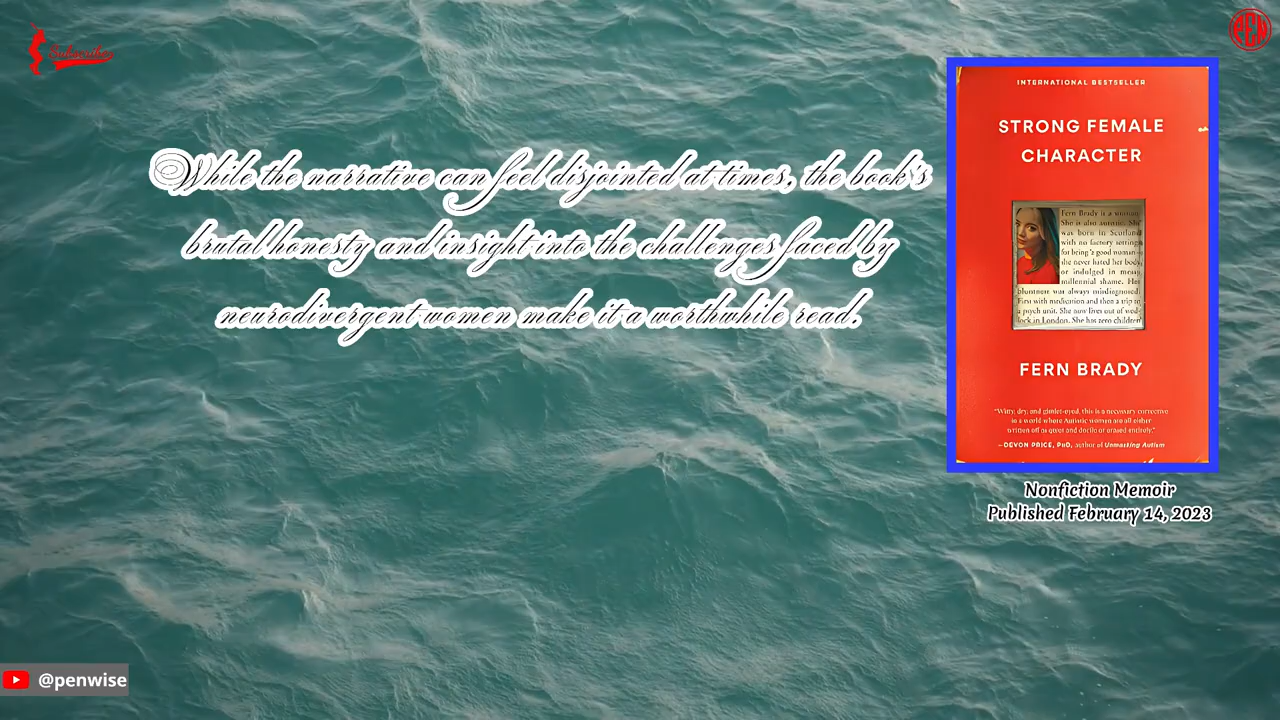 Subscribe
PEN
While the narrative can feel disjointed at times, the book's
brutal honesty and insight into the challenges faced by
neurodivergent women make it a worthwhile read.
INTERNATIONAL BESTSELLER
STRONG FEMALE
CHARACTER
Fern Brady is a woman.
She is also autistic. She
was born in Scotland
with no factory settings
for being a good woman—
she never hated her body,
or indulged in mean
millennial shame. Her
bluntness was always misdiagnosed.
First with medication and then a trip to
a psych unit. She now lives out of wed-
lock in London. She has zero children
FERN BRADY
"Witty, dry, and gimlet-eyed, this is a necessary corrective
in a world where Autistic women are all either
written off as quiet and docile or erased entirely."
—DEVON PRICE, PhD, author of Unmasking Autism
Nonfiction Memoir
Published February 14, 2023
@penwise